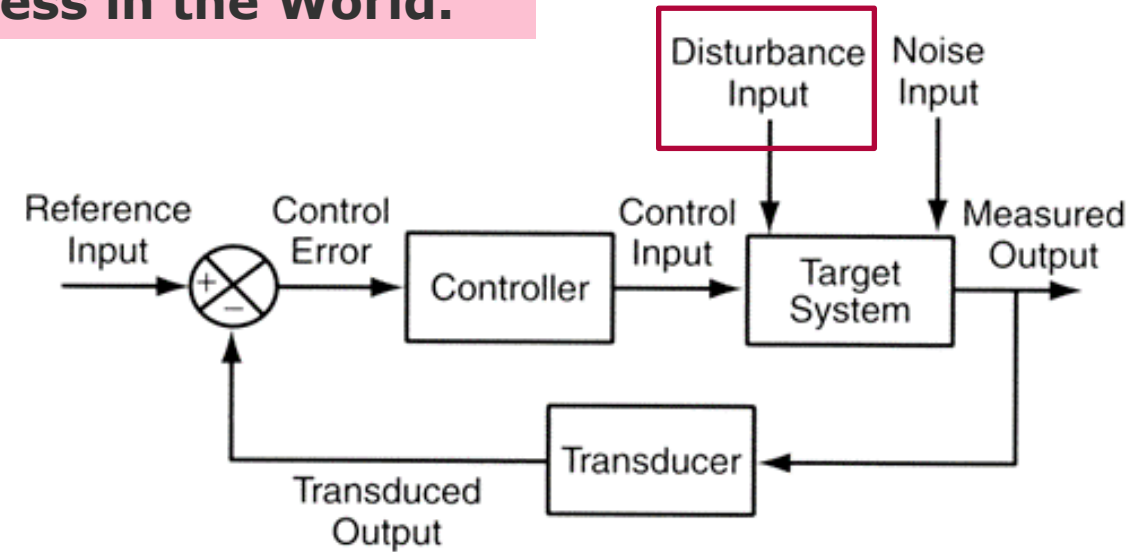 ess in the World.
Disturbance
Input
Noise
Input
Reference
Input
Control
Error
Control
Input
Measured
Output
+
−
Controller
Target
System
Transducer
Transduced
Output